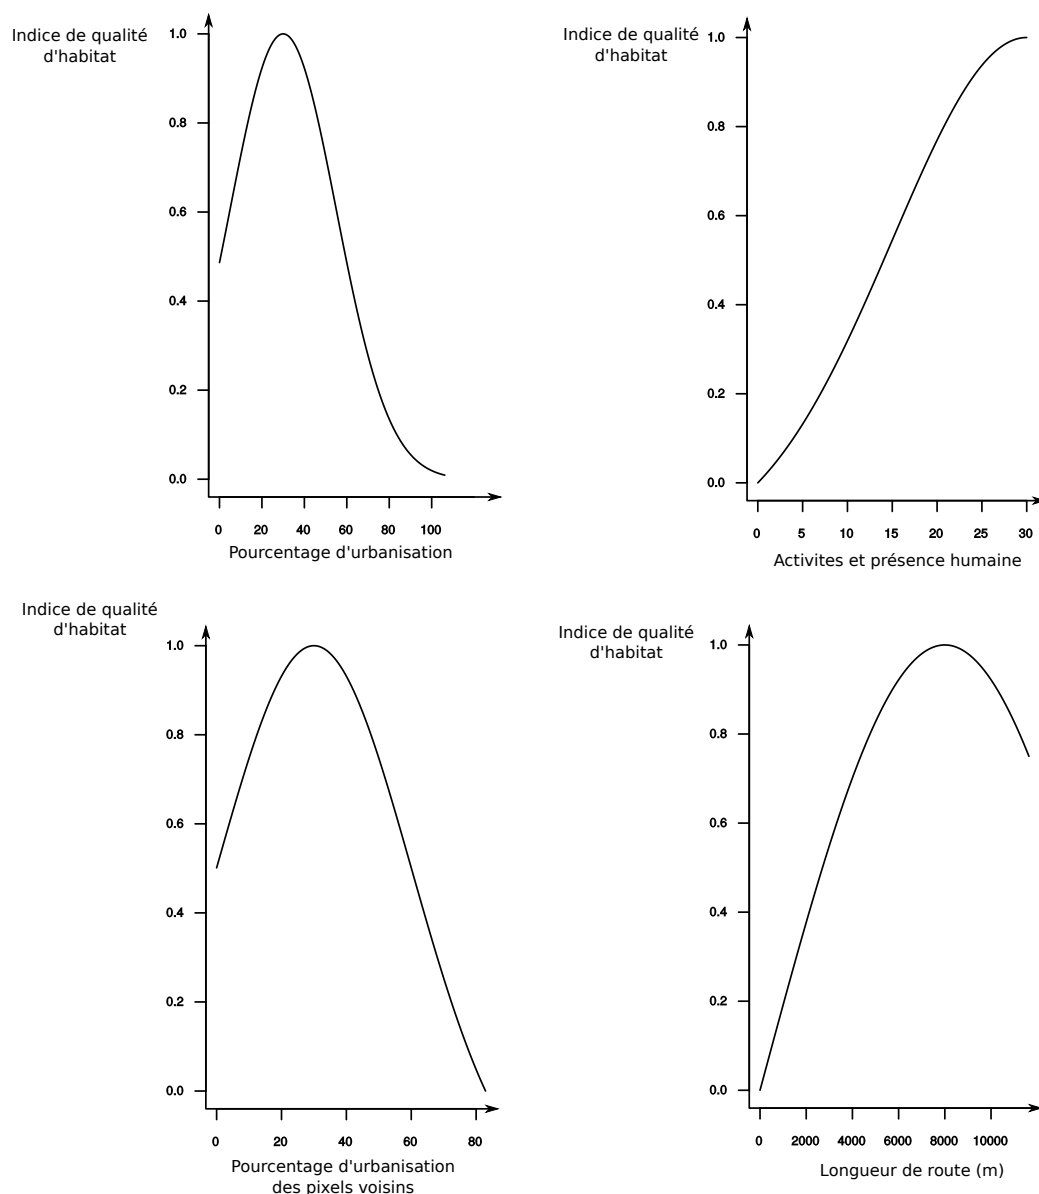 Indice de qualité
d'habitat
1.0
0.8
0.6
0.4
0.2
0.0
0 20 40 60 80 100
Pourcentage d'urbanisation
Indice de qualité
d'habitat
1.0
0.8
0.6
0.4
0.2
0.0
0 5 10 15 20 25 30
Activites et présence humaine
Indice de qualité
d'habitat
1.0
0.8
0.6
0.4
0.2
0.0
0 20 40 60 80
Pourcentage d'urbanisation
des pixels voisins
Indice de qualité
d'habitat
1.0
0.8
0.6
0.4
0.2
0.0
0 2000 4000 6000 8000 10000
Longueur de route (m)